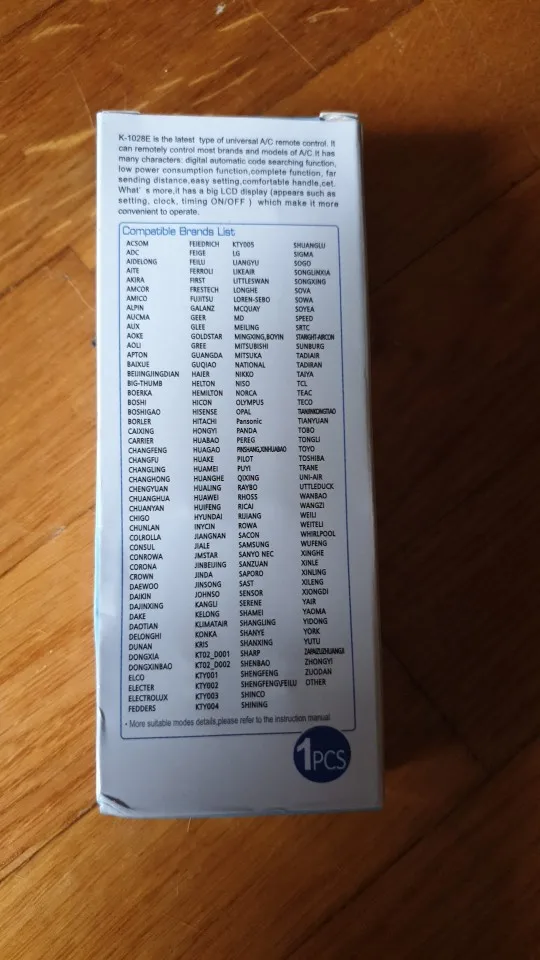 K-1028E is the latest type of universal A/C remote control. It
can remotely control most brands and models of A/C.It has
many characters: digital automatic code searching function,
low power consumption function,complete function, far
sending distance,easy setting,comfortable handle,cet.
What' s more,it has a big LCD display (appears such as
setting, clock, timing ON/OFF ) which make it more
convenient to operate.
Compatible Brands List
ACSOM
ADC
AIDELONG
AITE
AKIRA
AMCOR
AMICO
ALPIN
AUCMA
AUX
AOKE
AOLI
APTON
BAIXUE
BEIJINGJINGDIAN
BIG-THUMB
BOERKA
BOSHI
BOSHIGAO
BORLER
CAIXING
CARRIER
CHANGFENG
CHANGFU
CHANGLING
CHANGHONG
CHENGYUAN
CHUANGHUA
CHUANYAN
CHIGO
CHUNLAN
COLROLLA
CONSUL
CONROWA
CORONA
CROWN
DAEWOO
DAIKIN
DAJINXING
DAKE
DAOTIAN
DELONGHI
DUNAN
DONGXIA
DONGXINBAO
ELCO
ELECTER
ELECTROLUX
FEDDERS
FEIEDRICH
FEIGE
FEILU
FERROLI
FIRST
FRESTECH
FUJITSU
GALANZ
GEER
GLEE
GOLDSTAR
GREE
GUANGDA
GUQIAO
HAIER
HELTON
HEMILTON
HICON
HISENSE
HITACHI
HONGYI
HUABAO
HUAGAO
HUAKE
HUAMEI
HUANGHE
HUALING
HUAWEI
HUIFENG
HYUNDAI
INYCIN
JIANGNAN
JIALE
JMSTAR
JINBEIJING
JINDA
JINSONG
JOHNSO
KANGLI
KELONG
KLIMATAIR
KONKA
KRIS
KT02_D001
KT02_D002
KTY001
KTY002
KTY003
KTY004
KTY005
LG
LIANGYU
LIKEAIR
LITTLESWAN
LONGHE
LOREN-SEBO
MCQUAY
MD
MEILING
MINGXING,BOYIN
MITSUBISHI
MITSUKA
NATIONAL
NIKKO
NISO
NORCA
OLYMPUS
OPAL
Pansonic
PANDA
PEREG
PINSHANG,XINHUABAO
PILOT
PUYI
QIXING
RAYBO
RHOSS
RICAI
RIJIANG
ROWA
SACON
SAMSUNG
SANYO NEC
SANZUAN
SAPORO
SAST
SENSOR
SERENE
SHAMEI
SHANGLING
SHANYE
SHANXING
SHARP
SHENBAO
SHENGFENG
SHENGFENG\FEILU
SHINCO
SHINING
SHUANGLU
SIGMA
SOGO
SONGLINXIA
SONGXING
SOVA
SOWA
SOYEA
SPEED
SRTC
STARIGHT-AIRCON
SUNBURG
TADIAIR
TADIRAN
TAIYA
TCL
TEAC
TECO
TIANJINKONGTIAO
TIANYUAN
TOBO
TONGLI
TOYO
TOSHIBA
TRANE
UNI-AIR
UTTLEDUCK
WANBAO
WANGZI
WEILI
WEITELI
WHIRLPOOL
WUFENG
XINGHE
XINLE
XINLING
XILENG
XIONGDI
YAIR
YAOMA
YIDONG
YORK
YUTU
ZHONGYI
ZUODAN
OTHER
• More suitable modes details,please refer to the instruction manual
1PCS